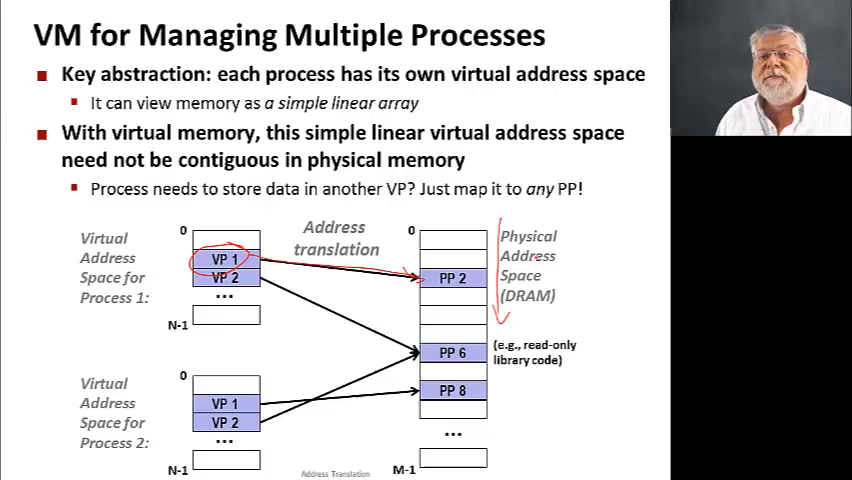 VM for Managing Multiple Processes
Key abstraction: each process has its own virtual address space
It can view memory as a simple linear array
With virtual memory, this simple linear virtual address space
need not be contiguous in physical memory
Process needs to store data in another VP? Just map it to any PP!
Virtual
Address
Space for
Process 1:
0
VP 1
VP 2
...
N-1
Address
translation
0
PP 2
PP 6
PP 8
...
M-1
Physical
Address
Space
(DRAM)
(e.g., read-only
library code)
Virtual
Address
Space for
Process 2:
0
VP 1
VP 2
...
N-1
Address Translation